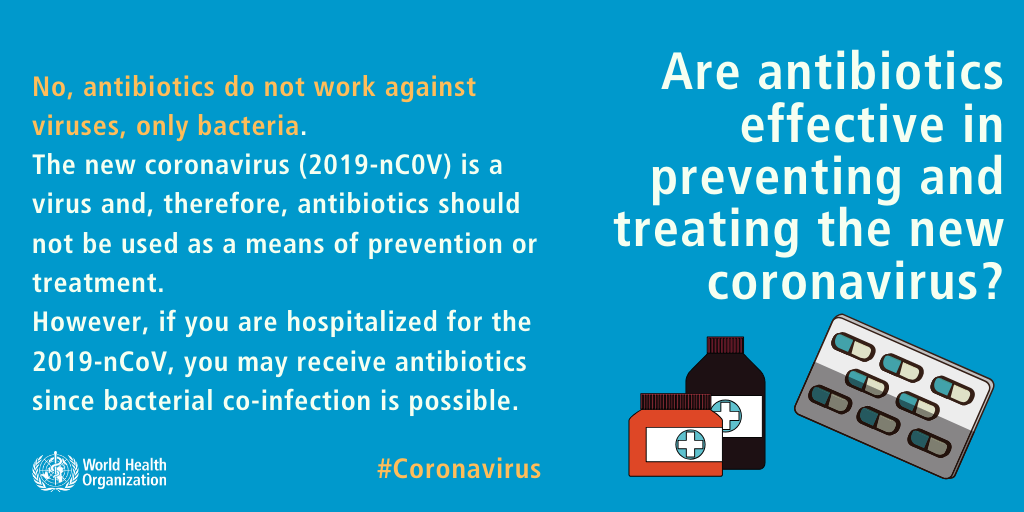 Are antibiotics
effective in
preventing and
treating the new
coronavirus?
No, antibiotics do not work against
viruses, only bacteria.
The new coronavirus (2019-nC0V) is a
virus and, therefore, antibiotics should
not be used as a means of prevention or
treatment.
However, if you are hospitalized for the
2019-nCoV, you may receive antibiotics
since bacterial co-infection is possible.
World Health
Organization
#Coronavirus